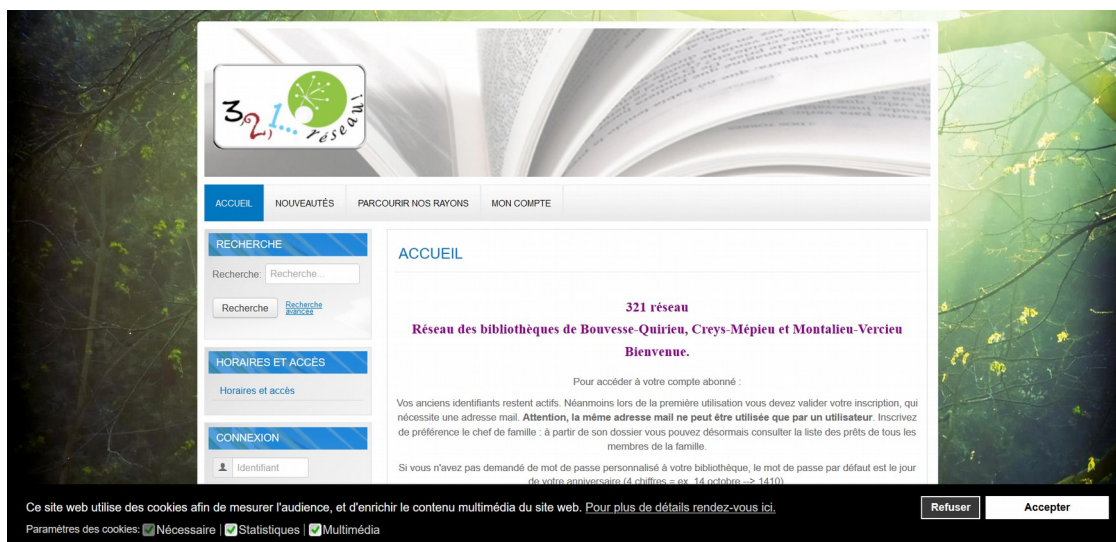 3,2,1... réseau!
ACCUEIL NOUVEAUTÉS PARCOURIR NOS RAYONS MON COMPTE
RECHERCHE
Recherche: Recherche...
Recherche Recherche avancée
HORAIRES ET ACCÈS
Horaires et accès
CONNEXION
Identifiant
ACCUEIL
321 réseau
Réseau des bibliothèques de Bouvesse-Quirieu, Creys-Mépieu et Montalieu-Vercieu
Bienvenue.
Pour accéder à votre compte abonné :
Vos anciens identifiants restent actifs. Néanmoins lors de la première utilisation vous devez valider votre inscription, qui
nécessite une adresse mail. Attention, la même adresse mail ne peut être utilisée que par un utilisateur. Inscrivez
de préférence le chef de famille : à partir de son dossier vous pouvez désormais consulter la liste des prêts de tous les
membres de la famille.
Si vous n'avez pas demandé de mot de passe personnalisé à votre bibliothèque, le mot de passe par défaut est le jour
de votre anniversaire (4 chiffres = ex. 14 octobre --> 1410)
Ce site web utilise des cookies afin de mesurer l'audience, et d'enrichir le contenu multimédia du site web. Pour plus de détails rendez-vous ici.
Refuser Accepter
Paramètres des cookies: Nécessaire | Statistiques | Multimédia